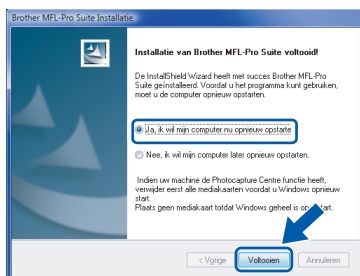 Brother MFL-Pro Suite Installatie
Installatie van Brother MFL-Pro Suite voltooid!
De InstallShield Wizard heeft met succes Brother MFL-Pro
Suite geïnstalleerd. Voordat u het programma kunt gebruiken,
moet u de computer opnieuw opstarten.
Ja, ik wil mijn computer nu opnieuw opstarte
Nee, ik wil mijn computer later opnieuw opstarten.
Indien uw machine de Photocapture Centre functie heeft,
verwijder eerst alle mediakaarten voordat u Windows opnieuw
start.
Plaats geen mediakaart totdat Windows geheel is
< Vorige
Voltooien
Annuleren